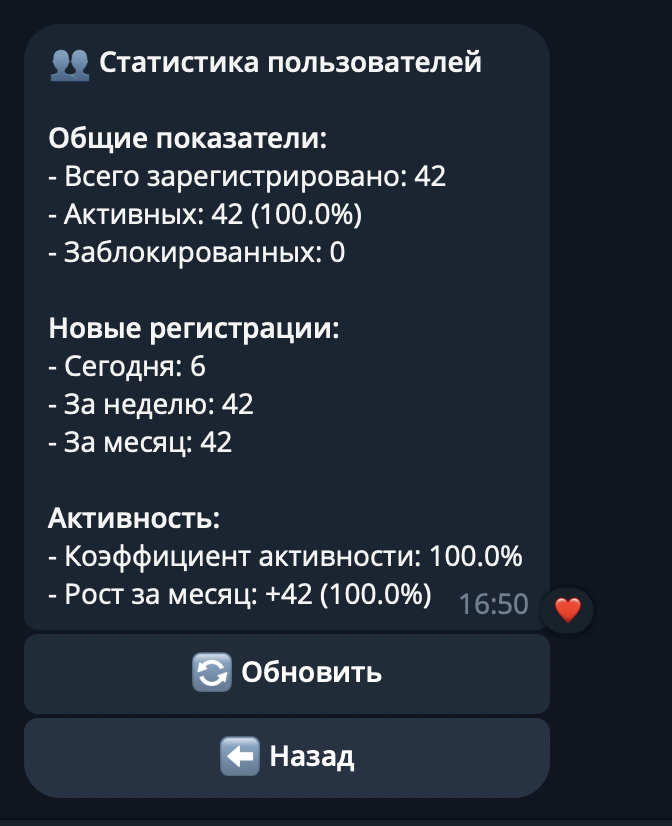 👥 Статистика пользователей
Общие показатели:
- Всего зарегистрировано: 42
- Активных: 42 (100.0%)
- Заблокированных: 0
Новые регистрации:
- Сегодня: 6
- За неделю: 42
- За месяц: 42
Активность:
- Коэффициент активности: 100.0%
- Рост за месяц: +42 (100.0%)
16:50
Обновить
Назад